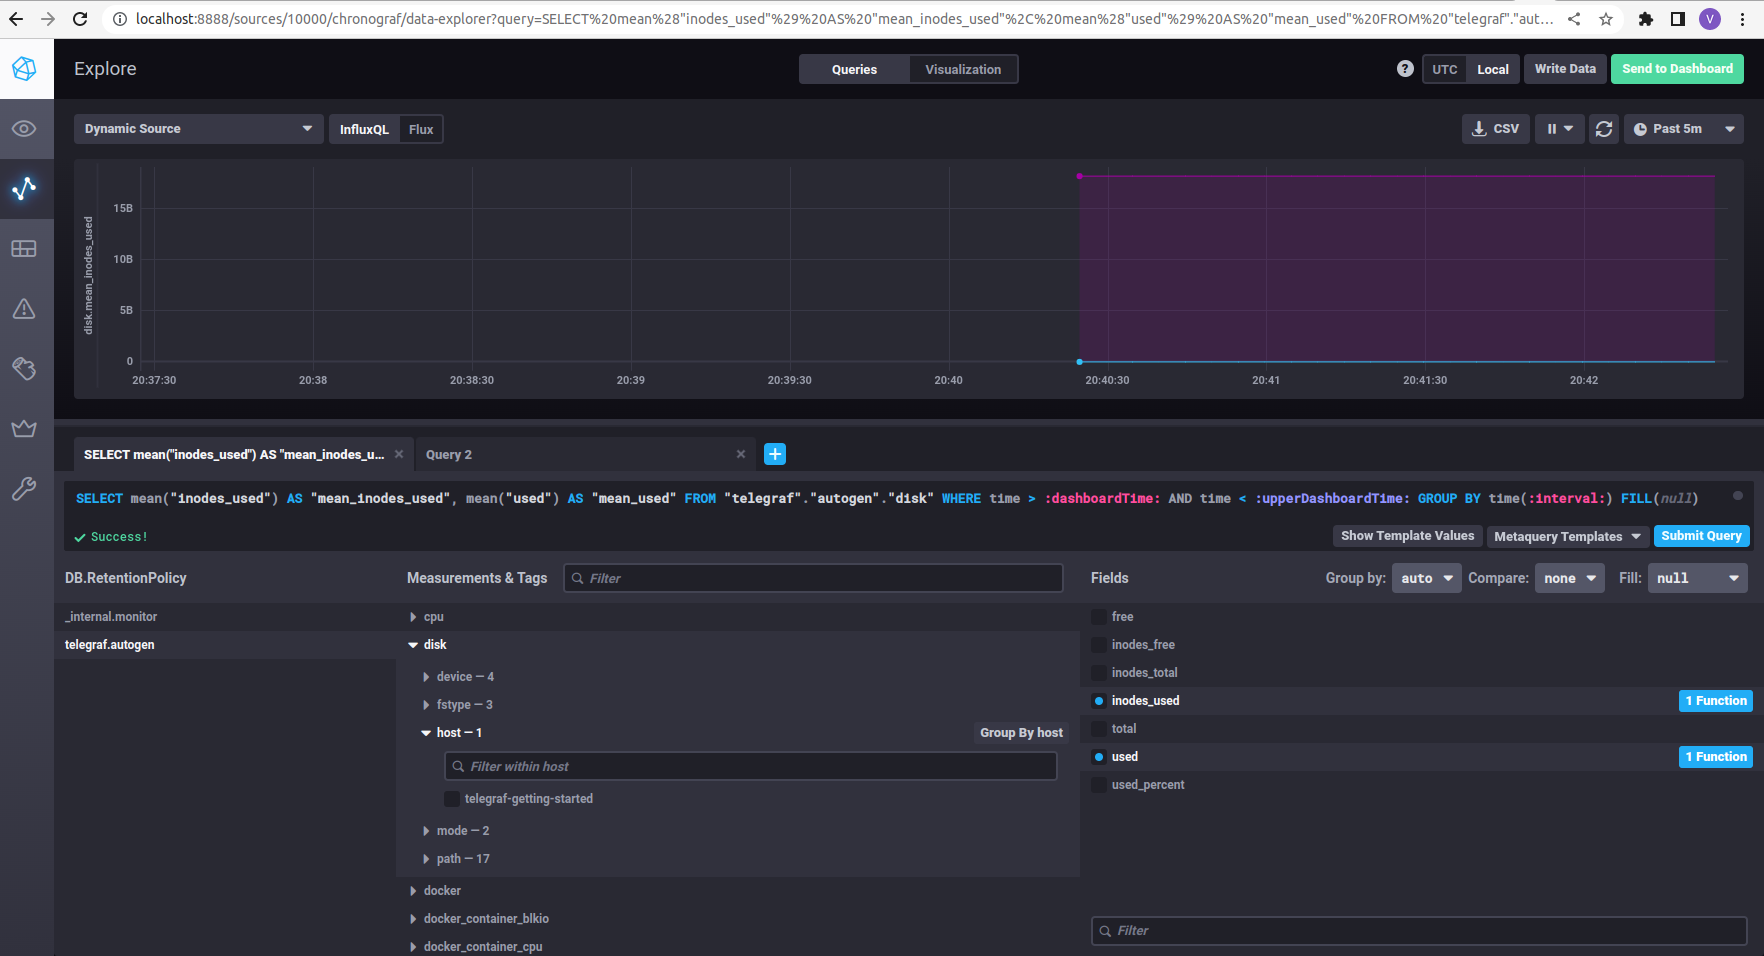 localhost:8888/sources/10000/chronograf/data-explorer?query=SELECT%20mean%28"inodes_used"%29%20AS%20"mean_inodes_used"%2C%20mean%28"used"%29%20AS%20"mean_used"%20FROM%20"telegraf"."aut...
V
Explore
Queries
Visualization
?
UTC
Local
Write Data
Send to Dashboard
Dynamic Source
InfluxQL
Flux
CSV
Past 5m
disk.mean_inodes_used
15B
10B
5B
0
20:37:30
20:38
20:38:30
20:39
20:39:30
20:40
20:40:30
20:41
20:41:30
20:42
SELECT mean("inodes_used") AS "mean_inodes_u...
Query 2
SELECT mean("inodes_used") AS "mean_inodes_used", mean("used") AS "mean_used" FROM "telegraf"."autogen"."disk" WHERE time > :dashboardTime: AND time < :upperDashboardTime: GROUP BY time(:interval:) FILL(null)
Success!
Show Template Values
Metaquery Templates
Submit Query
DB.RetentionPolicy
_internal.monitor
telegraf.autogen
Measurements & Tags
Filter
cpu
disk
device — 4
fstype — 3
host — 1
Group By host
Filter within host
telegraf-getting-started
mode — 2
path — 17
docker
docker_container_blkio
docker_container_cpu
Fields
Group by:
auto
Compare:
none
Fill:
null
free
inodes_free
inodes_total
inodes_used
1 Function
total
used
1 Function
used_percent
Filter